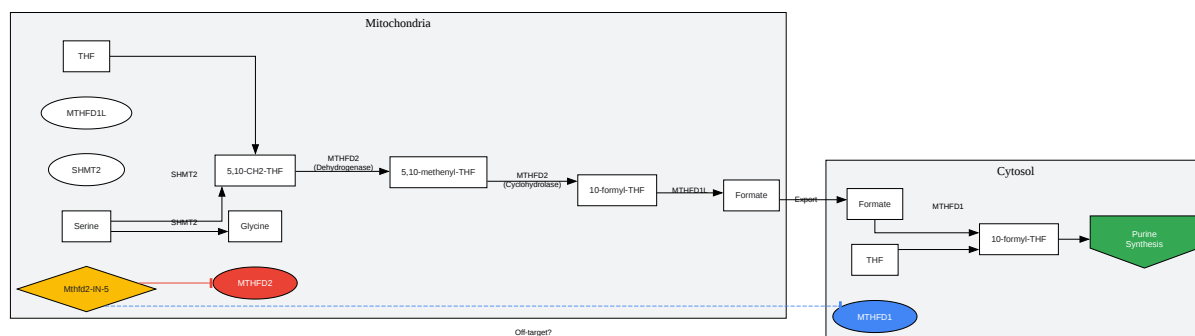 Mitochondria
THF
MTHFD1L
SHMT2
SHMT2
5,10-CH2-THF
MTHFD2
(Dehydrogenase)
5,10-methenyl-THF
MTHFD2
(Cyclohydrolase)
10-formyl-THF
MTHFD1L
Formate
Export
Serine
SHMT2
Glycine
Mthfd2-IN-5
MTHFD2
Cytosol
Formate
MTHFD1
THF
10-formyl-THF
Purine
Synthesis
MTHFD1
Off-target?